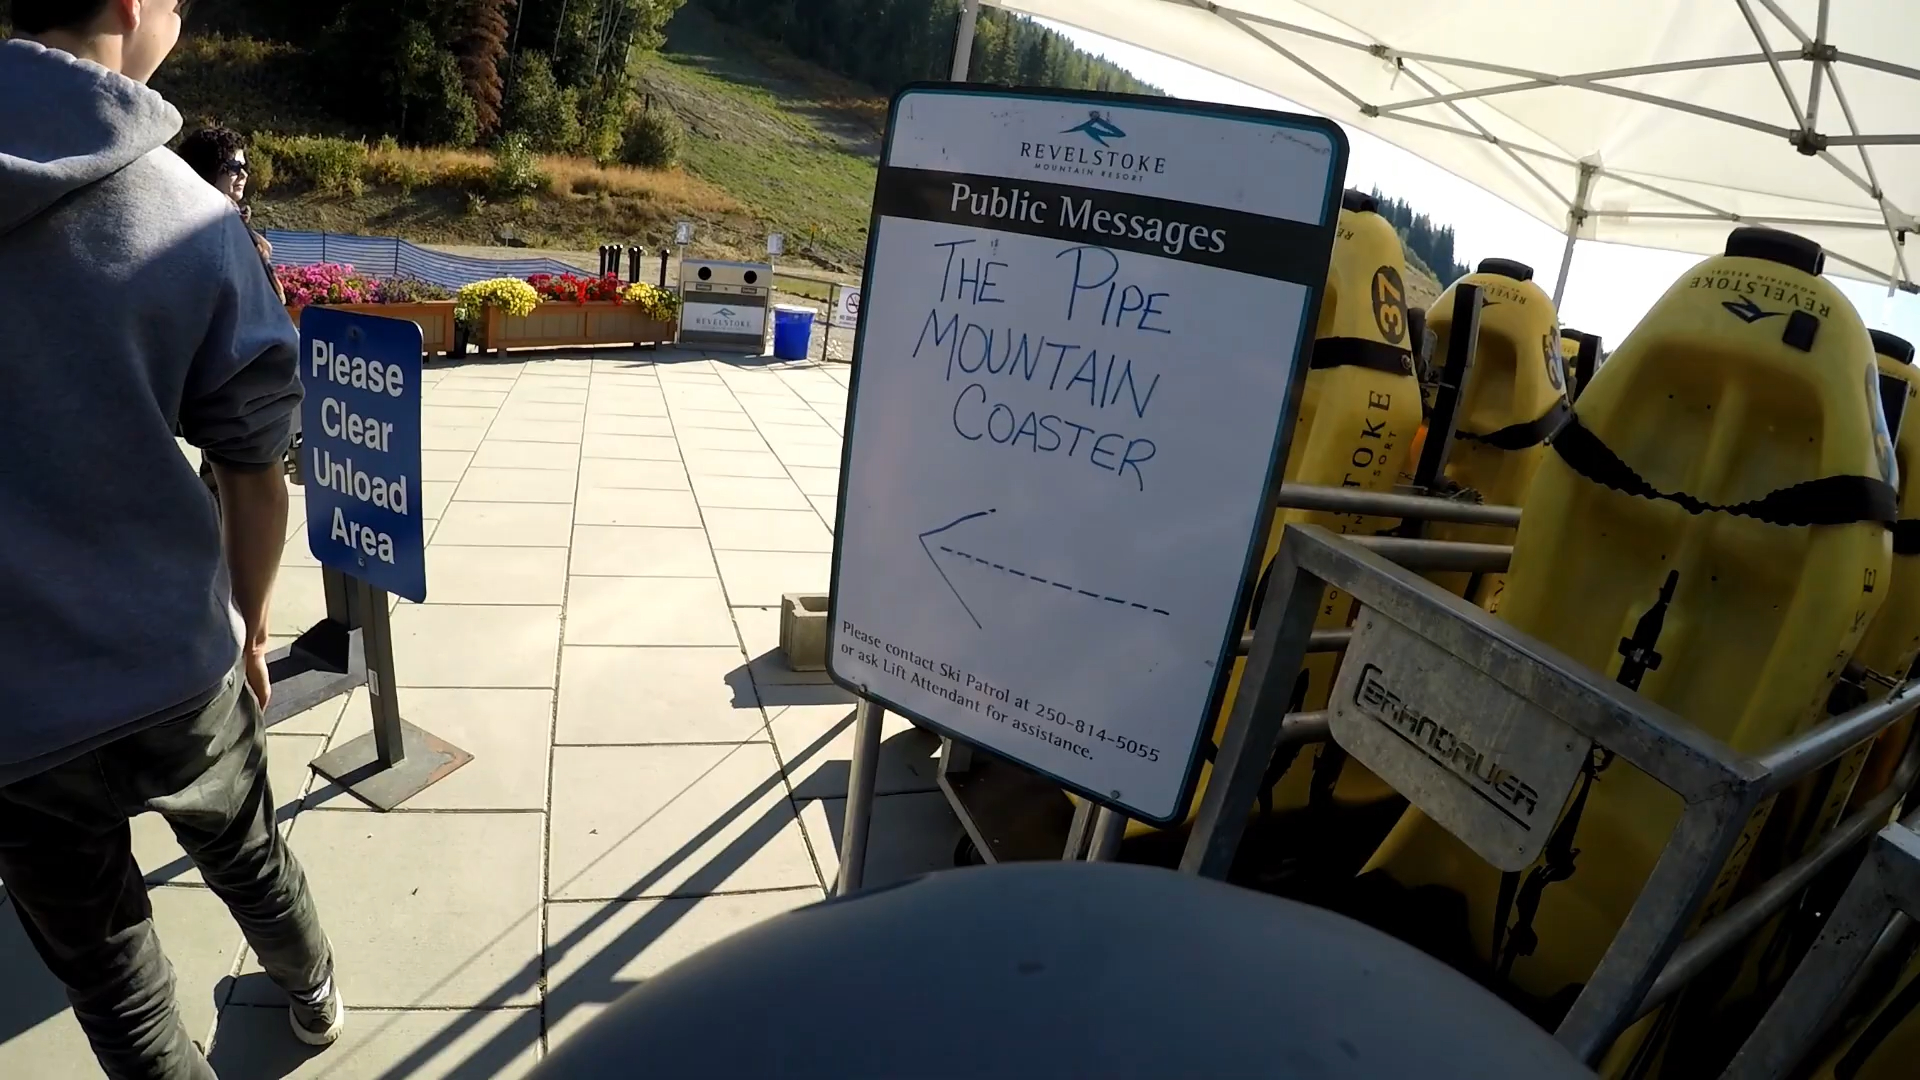 Please
Clear
Unload
Area
REVELSTOKE
MOUNTAIN RESORT
Public Messages
THE PIPE
MOUNTAIN
COASTER
Please contact Ski Patrol at 250-814-5055
or ask Lift Attendant for assistance.
REVELSTOKE
37
REVELSTOKE
BRANDAUER